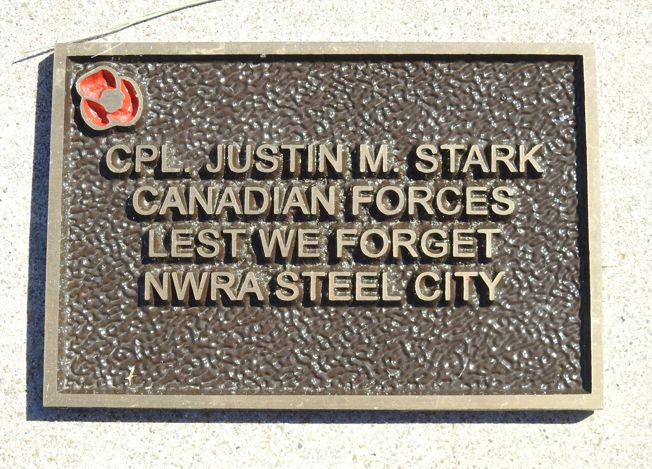 CPL. JUSTIN M. STARK
CANADIAN FORCES
LEST WE FORGET
NWRA STEEL CITY